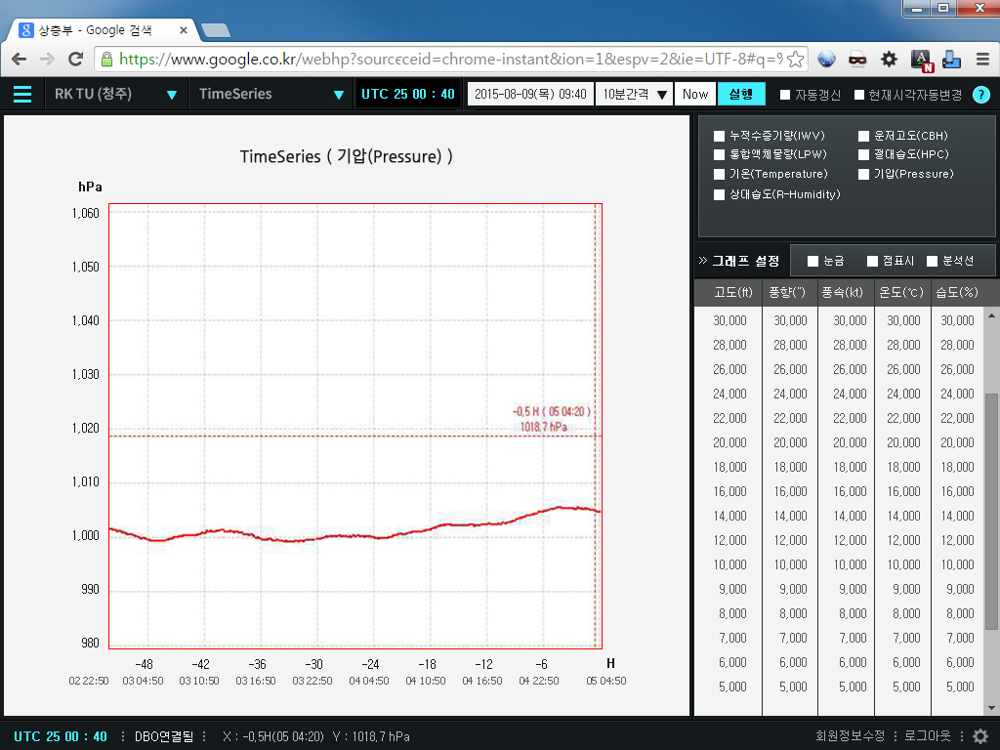 상층부 - Google 검색
https://www.google.co.kr/webhp?sourceceid=chrome-instant&ion=1&espv=2&ie=UTF-8#q=9
RK TU (청주) TimeSeries UTC 25 00 : 40 2015-08-09(목) 09:40 10분간격 Now 실행 자동갱신 현재시각자동변경 ?
TimeSeries ( 기압(Pressure) )
hPa
1,060
1,050
1,040
1,030
1,020
1,010
1,000
990
980
-0,5 H ( 05 04:20 )
1018,7 hPa
-48 -42 -36 -30 -24 -18 -12 -6 H
02 22:50 03 04:50 03 10:50 03 16:50 03 22:50 04 04:50 04 10:50 04 16:50 04 22:50 05 04:50
누적수증기량(IWV) 운저고도(CBH)
통합액체물량(LPW) 절대습도(HPC)
기온(Temperature) 기압(Pressure)
상대습도(R-Humidity)
» 그래프 설정 눈금 점표시 분석선
고도(ft) 풍향(˚) 풍속(kt) 온도(℃) 습도(%)
30,000 30,000 30,000 30,000 30,000
28,000 28,000 28,000 28,000 28,000
26,000 26,000 26,000 26,000 26,000
24,000 24,000 24,000 24,000 24,000
22,000 22,000 22,000 22,000 22,000
20,000 20,000 20,000 20,000 20,000
18,000 18,000 18,000 18,000 18,000
16,000 16,000 16,000 16,000 16,000
14,000 14,000 14,000 14,000 14,000
12,000 12,000 12,000 12,000 12,000
10,000 10,000 10,000 10,000 10,000
9,000 9,000 9,000 9,000 9,000
8,000 8,000 8,000 8,000 8,000
7,000 7,000 7,000 7,000 7,000
6,000 6,000 6,000 6,000 6,000
5,000 5,000 5,000 5,000 5,000
UTC 25 00 : 40 : DBO연결됨 : X : -0,5H(05 04:20) Y : 1018,7 hPa 회원정보수정 : 로그아웃 :